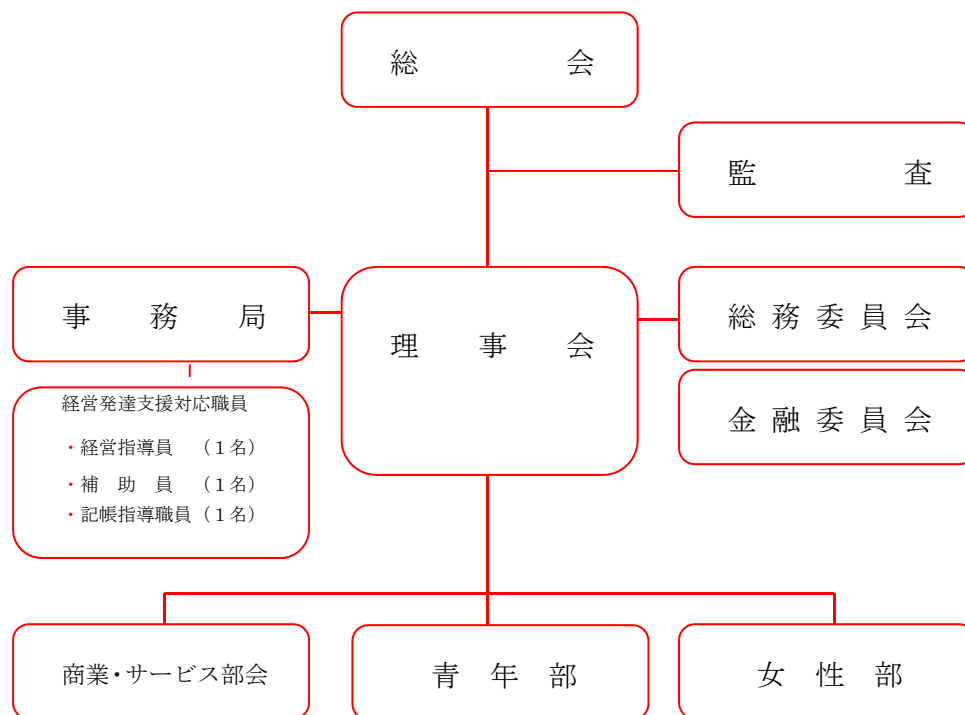 総会
監査
事務局
理事会
総務委員会
金融委員会
経営発達支援対応職員
・経営指導員 （１名）
・補助員 （１名）
・記帳指導職員（１名）
商業・サービス部会
青年部
女性部